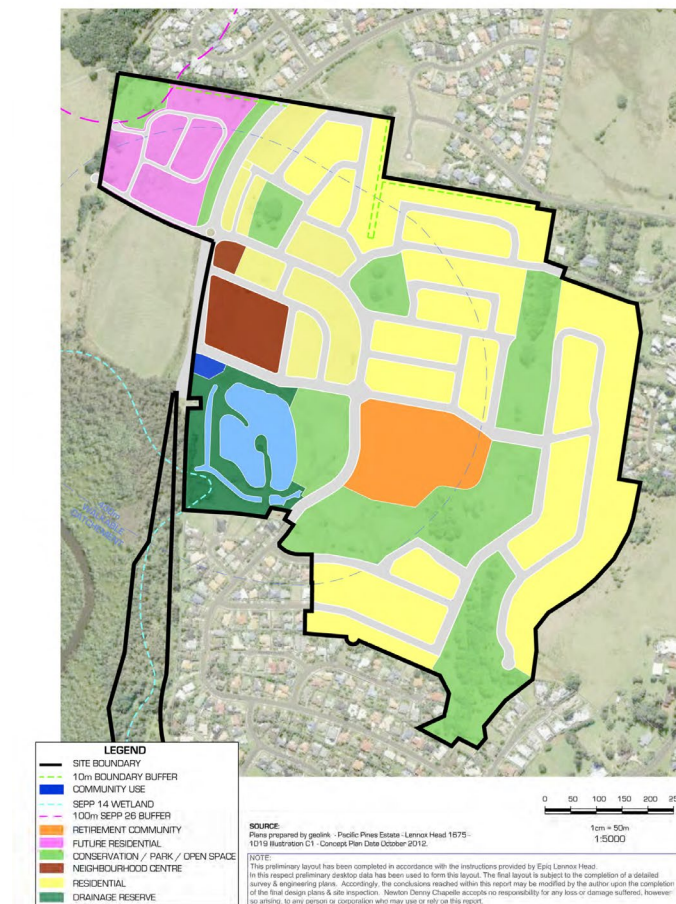 LEGEND
SITE BOUNDARY
10m BOUNDARY BUFFER
COMMUNITY USE
SEPP 14 WETLAND
100m SEPP 26 BUFFER
RETIREMENT COMMUNITY
FUTURE RESIDENTIAL
CONSERVATION / PARK / OPEN SPACE
NEIGHBOURHOOD CENTRE
RESIDENTIAL
DRAINAGE RESERVE
0 50 100 150 200 25
1cm = 50m
1:5000
SOURCE:
Plans prepared by geolink - Pacific Pines Estate - Lennox Head 1675 -
1019 Illustration C1 - Concept Plan Date October 2012.
NOTE:
This preliminary layout has been completed in accordance with the instructions provided by Epiq Lennox Head.
In this respect preliminary desktop data has been used to form this layout. The final layout is subject to the completion of a detailed
survey & engineering plans. Accordingly, the conclusions reached within this report may be modified by the author upon the completion
of the final design plans & site inspection. Newton Denny Chapelle accepts no responsibility for any loss or damage suffered, however
so arising, to any person or corporation who may use or rely on this report.